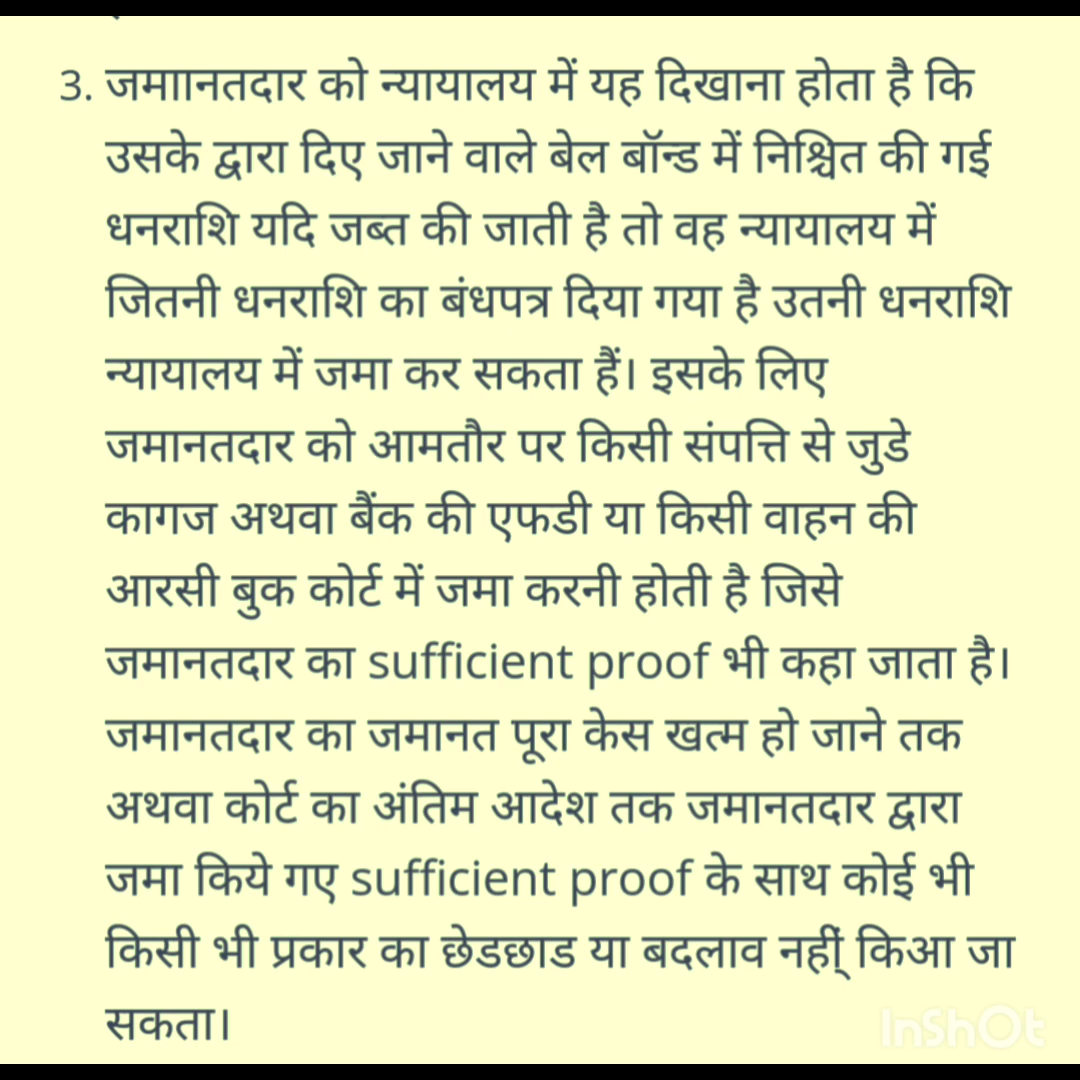 3. जमाानतदार को न्यायालय में यह दिखाना होता है कि
उसके द्वारा दिए जाने वाले बेल बॉन्ड में निश्चित की गई
धनराशि यदि जब्त की जाती है तो वह न्यायालय में
जितनी धनराशि का बंधपत्र दिया गया है उतनी धनराशि
न्यायालय में जमा कर सकता हैं। इसके लिए
जमानतदार को आमतौर पर किसी संपत्ति से जुडे
कागज अथवा बैंक की एफडी या किसी वाहन की
आरसी बुक कोर्ट में जमा करनी होती है जिसे
जमानतदार का sufficient proof भी कहा जाता है।
जमानतदार का जमानत पूरा केस खत्म हो जाने तक
अथवा कोर्ट का अंतिम आदेश तक जमानतदार द्वारा
जमा किये गए sufficient proof के साथ कोई भी
किसी भी प्रकार का छेडछाड या बदलाव नहीं् किआ जा
सकता।
InShOt